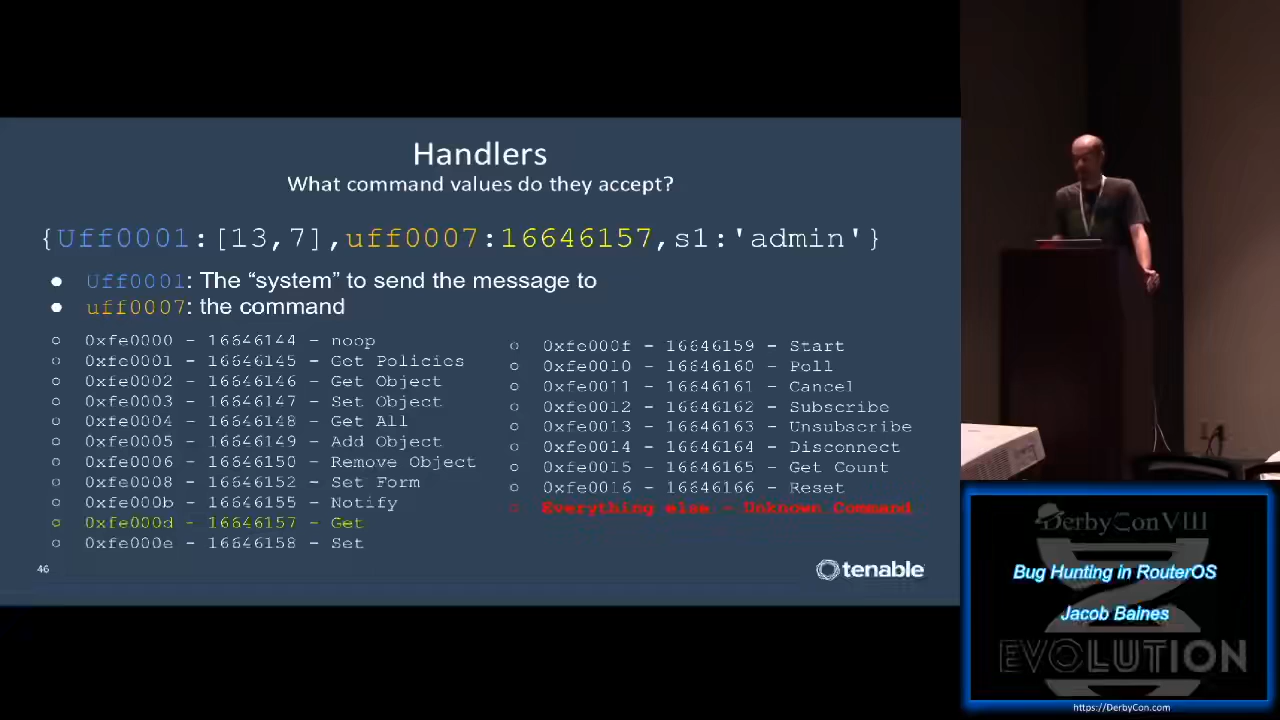 Handlers
What command values do they accept?
{Uff0001:[13,7],uff0007:16646157,s1:'admin'}
● Uff0001: The “system” to send the message to
● uff0007: the command
○ 0xfe0000 - 16646144 - noop
○ 0xfe0001 - 16646145 - Get Policies
○ 0xfe0002 - 16646146 - Get Object
○ 0xfe0003 - 16646147 - Set Object
○ 0xfe0004 - 16646148 - Get All
○ 0xfe0005 - 16646149 - Add Object
○ 0xfe0006 - 16646150 - Remove Object
○ 0xfe0008 - 16646152 - Set Form
○ 0xfe000b - 16646155 - Notify
○ 0xfe000d - 16646157 - Get
○ 0xfe000e - 16646158 - Set
○ 0xfe000f - 16646159 - Start
○ 0xfe0010 - 16646160 - Poll
○ 0xfe0011 - 16646161 - Cancel
○ 0xfe0012 - 16646162 - Subscribe
○ 0xfe0013 - 16646163 - Unsubscribe
○ 0xfe0014 - 16646164 - Disconnect
○ 0xfe0015 - 16646165 - Get Count
○ 0xfe0016 - 16646166 - Reset
○ Everything else - Unknown Command
46
tenable
DerbyCon VIII
Bug Hunting in RouterOS
Jacob Baines
EVOLUTION
https://DerbyCon.com